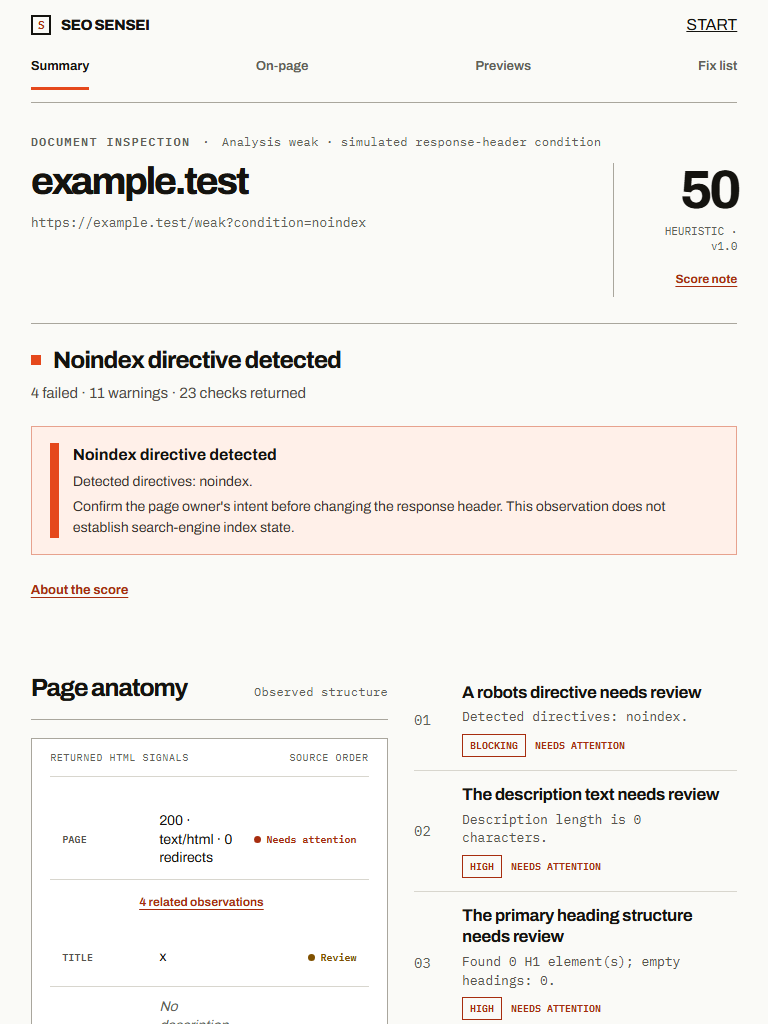 S SEO SENSEI START
Summary On-page Previews Fix list
DOCUMENT INSPECTION · Analysis weak · simulated response-header condition
example.test
https://example.test/weak?condition=noindex
50
HEURISTIC ·
v1.0
Score note
Noindex directive detected
4 failed · 11 warnings · 23 checks returned
Noindex directive detected
Detected directives: noindex.
Confirm the page owner's intent before changing the response header. This observation does not
establish search-engine index state.
About the score
Page anatomy Observed structure
RETURNED HTML SIGNALS SOURCE ORDER
PAGE
200 ·
text/html · 0
redirects
Needs attention
4 related observations
TITLE x Review
No
description
01
A robots directive needs review
Detected directives: noindex.
BLOCKING NEEDS ATTENTION
02
The description text needs review
Description length is 0
characters.
HIGH NEEDS ATTENTION
03
The primary heading structure
needs review
Found 0 H1 element(s); empty
headings: 0.
HIGH NEEDS ATTENTION